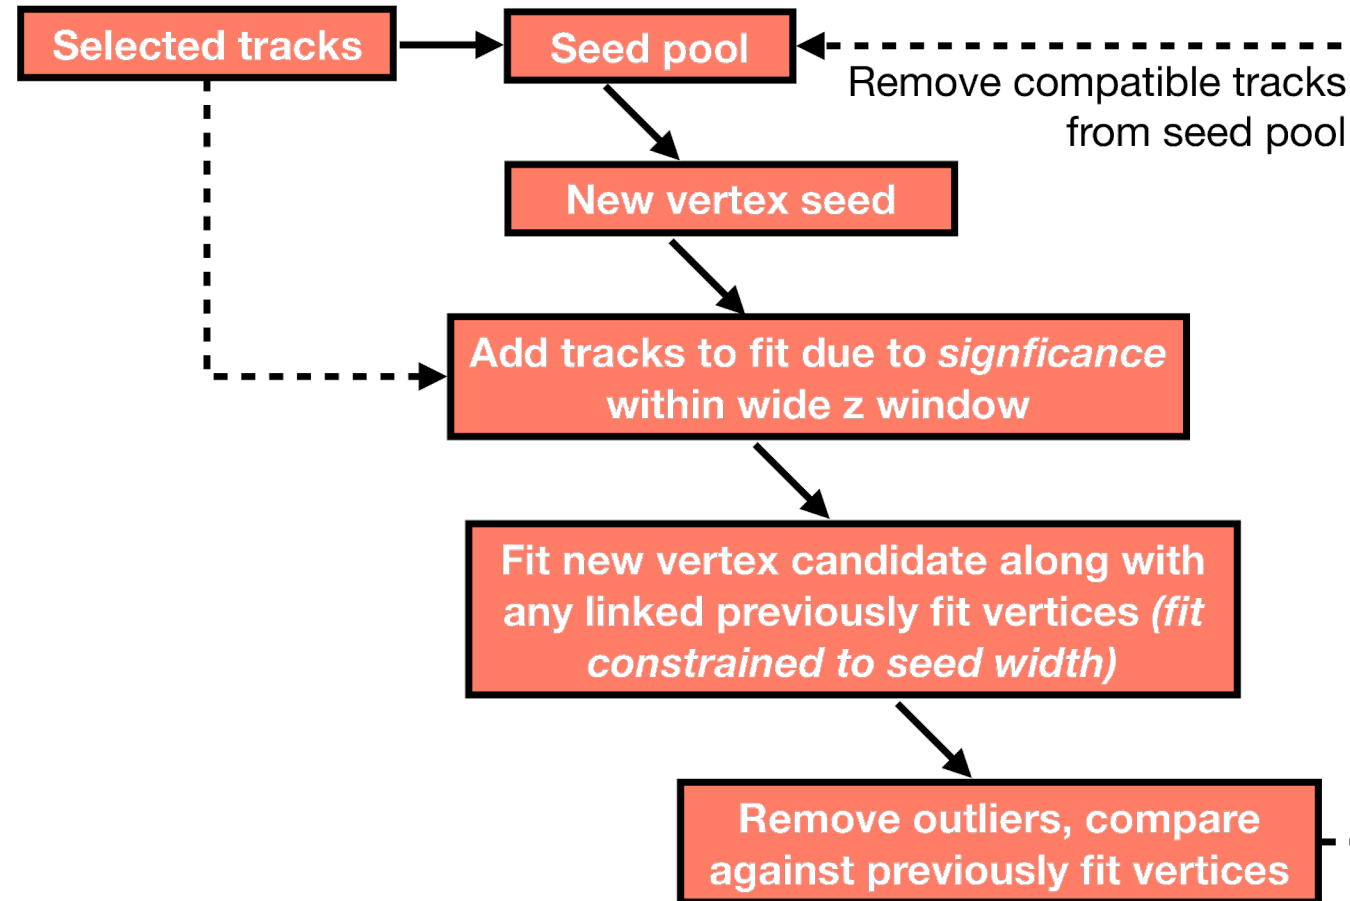 Selected tracks
Seed pool
Remove compatible tracks
from seed pool
New vertex seed
Add tracks to fit due to signficance
within wide z window
Fit new vertex candidate along with
any linked previously fit vertices (fit
constrained to seed width)
Remove outliers, compare
against previously fit vertices